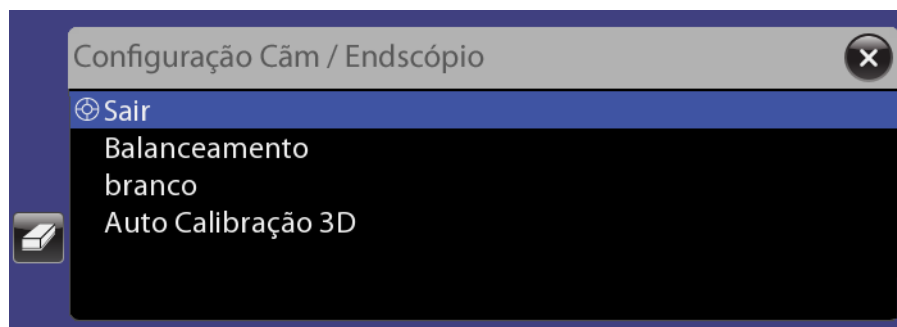 Configuração Cãm / Endscópio
Sair
Balanceamento
branco
Auto Calibração 3D